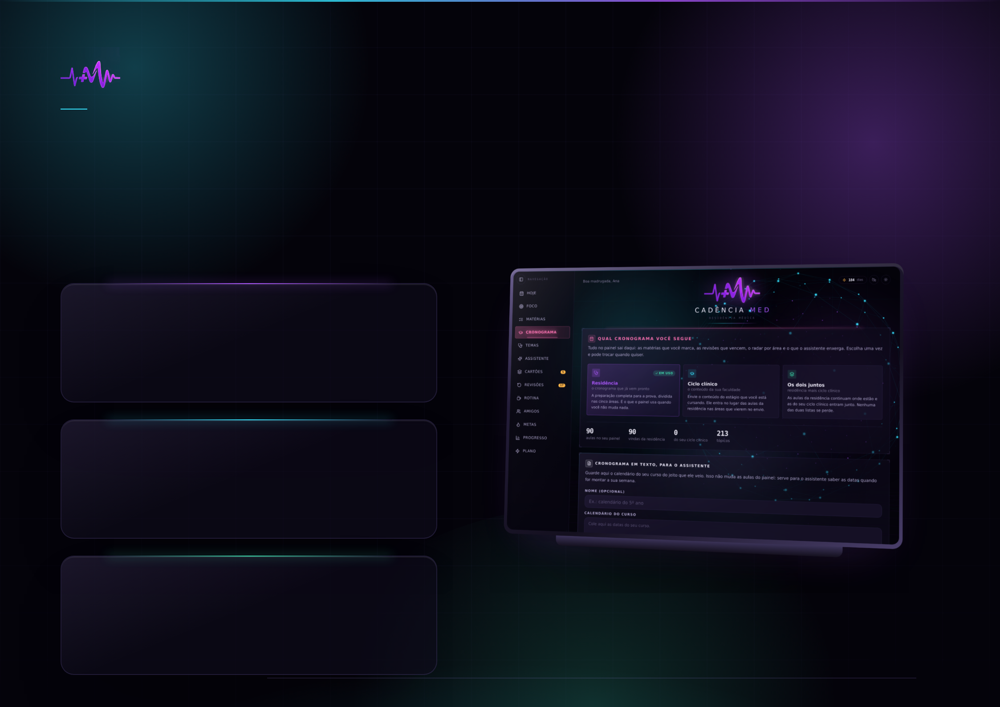 NAVEGAÇÃO
HOJE
FOCO
MATÉRIAS
CRONOGRAMA
TEMAS
ASSISTENTE
CARTÕES 5
REVISÕES 17
ROTINA
AMIGOS
METAS
PROGRESSO
PLANO
Boa madrugada, Ana
184 dias
CADÊNCIA MED
RESIDÊNCIA MÉDICA
QUAL CRONOGRAMA VOCÊ SEGUE
Tudo no painel sai daqui: as matérias que você marca, as revisões que vencem, o radar por área e o que o assistente enxerga. Escolha uma vez
e pode trocar quando quiser.
EM USO
Residência
o cronograma que já vem pronto
A preparação completa para a prova, dividida
nas cinco áreas. É o que o painel usa quando
você não muda nada.
Ciclo clínico
o conteúdo da sua faculdade
Envie o conteúdo do estágio que você está
cursando. Ele entra no lugar das aulas da
residência nas áreas que vierem no envio.
Os dois juntos
residência mais ciclo clínico
As aulas da residência continuam onde estão e
as do seu ciclo clínico entram junto. Nenhuma
das duas listas se perde.
90
aulas no seu painel
90
vindas da residência
0
do seu ciclo clínico
213
tópicos
CRONOGRAMA EM TEXTO, PARA O ASSISTENTE
Guarde aqui o calendário do seu curso do jeito que ele veio. Isso não muda as aulas do painel: serve para o assistente saber as datas quando
for montar a sua semana.
NOME (OPCIONAL)
Ex.: calendário do 5º ano
CALENDÁRIO DO CURSO
Cole aqui as datas do seu curso.